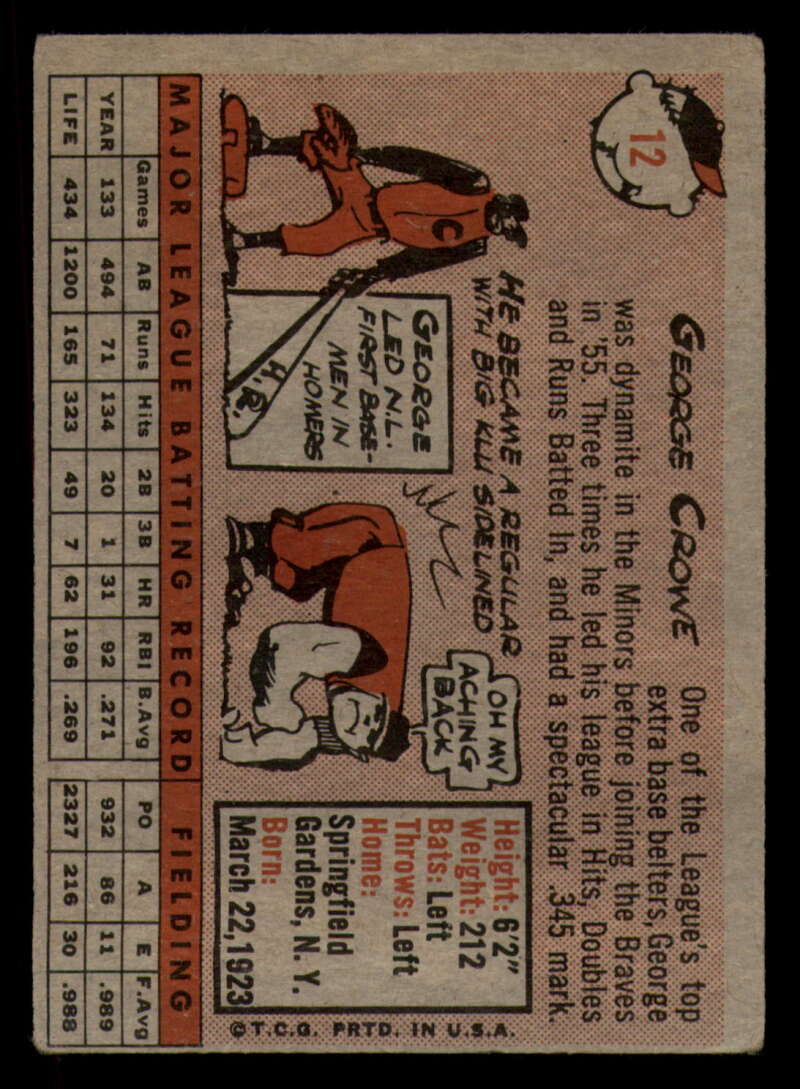 12
GEORGE CROWE
One of the League's top
extra base belters, George
was dynamite in the Minors before joining the Braves
in '55. Three times he led his league in Hits, Doubles
and Runs Batted In, and had a spectacular .345 mark.
HE BECAME A REGULAR
WITH BIG KLU SIDELINED
C
GEORGE
LED N.L.
FIRST BASE-
MEN IN
HOMERS
H.R.
OH MY
ACHING
BACK
Height: 6'2"
Weight: 212
Bats: Left
Throws: Left
Home:
Springfield
Gardens, N. Y.
Born:
March 22, 1923
©T.C.G. PRTD. IN U.S.A.
MAJOR LEAGUE BATTING RECORD FIELDING
Games AB Runs Hits 2B 3B HR RBI B.Avg PO A E F.Avg
YEAR 133 494 71 134 20 1 31 92 .271 932 86 11 .989
LIFE 434 1200 165 323 49 7 62 196 .269 2327 216 30 .988